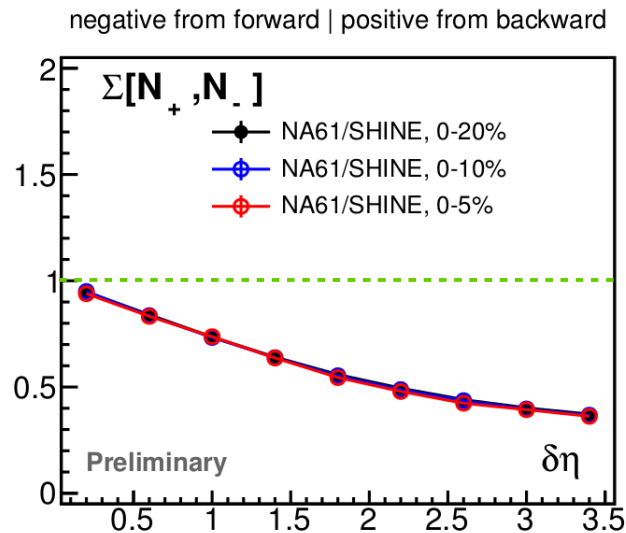 negative from forward | positive from backward
Σ[N+,N-]
NA61/SHINE, 0-20%
NA61/SHINE, 0-10%
NA61/SHINE, 0-5%
2
1.5
1
0.5
0
Preliminary
δη
0.5 1 1.5 2 2.5 3 3.5